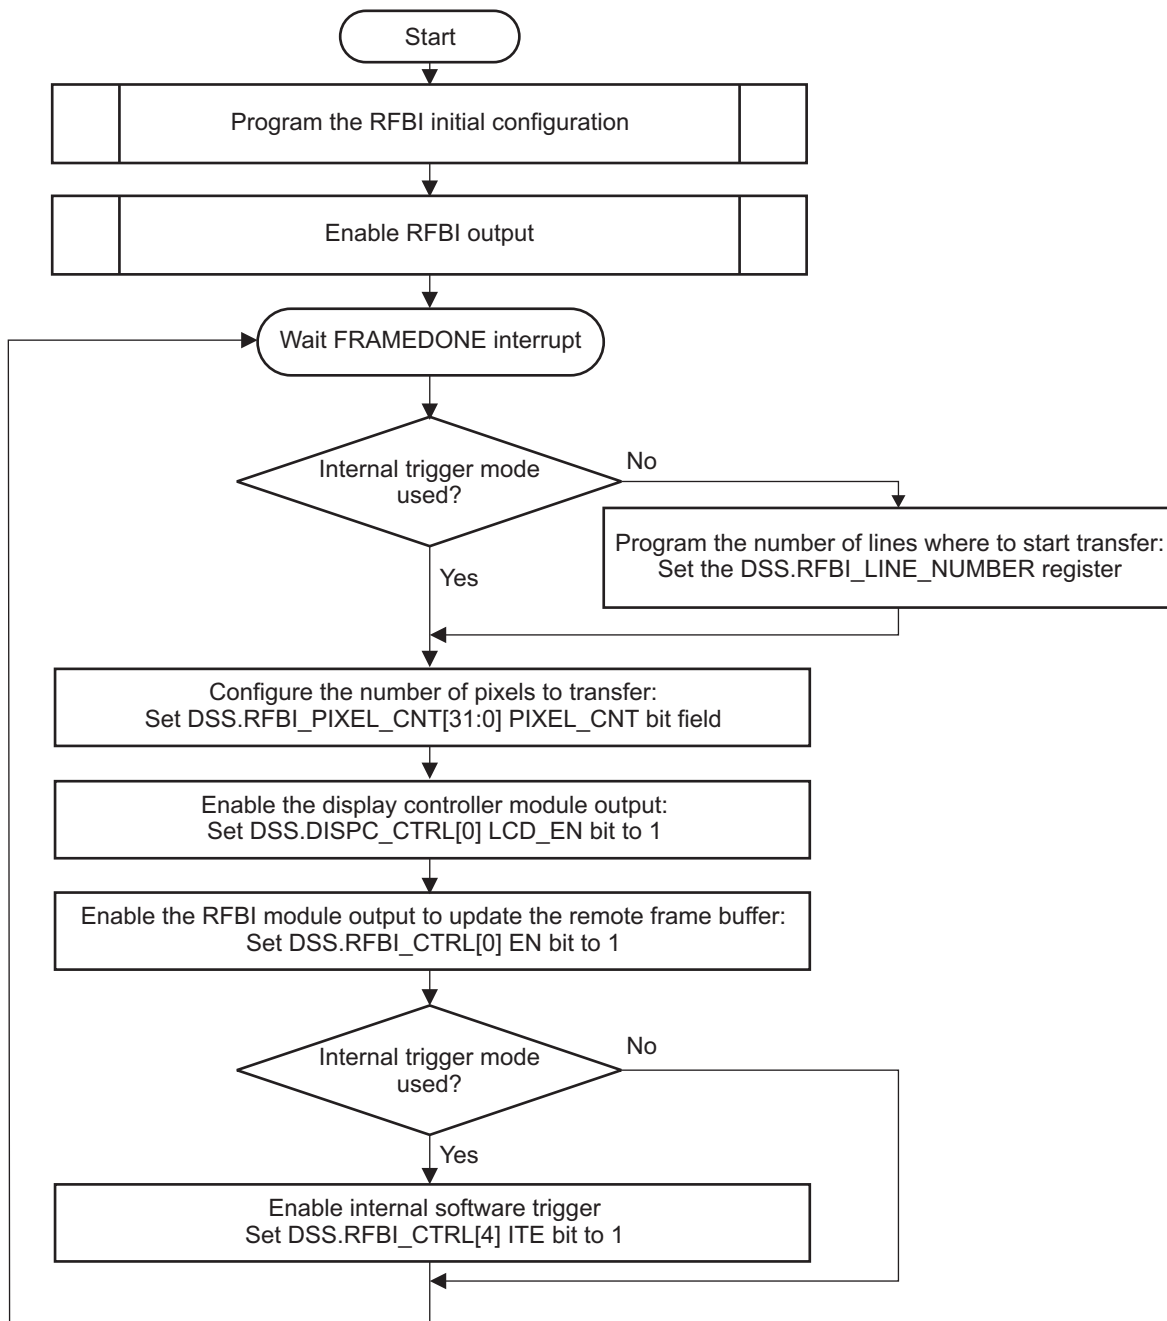 Start
Program the RFBI initial configuration
Enable RFBI output
Wait FRAMEDONE interrupt
Internal trigger mode
used?
No
Program the number of lines where to start transfer:
Set the DSS.RFBI_LINE_NUMBER register
Yes
Configure the number of pixels to transfer:
Set DSS.RFBI_PIXEL_CNT[31:0] PIXEL_CNT bit field
Enable the display controller module output:
Set DSS.DISPC_CTRL[0] LCD_EN bit to 1
Enable the RFBI module output to update the remote frame buffer:
Set DSS.RFBI_CTRL[0] EN bit to 1
Internal trigger mode
used?
No
Yes
Enable internal software trigger
Set DSS.RFBI_CTRL[4] ITE bit to 1